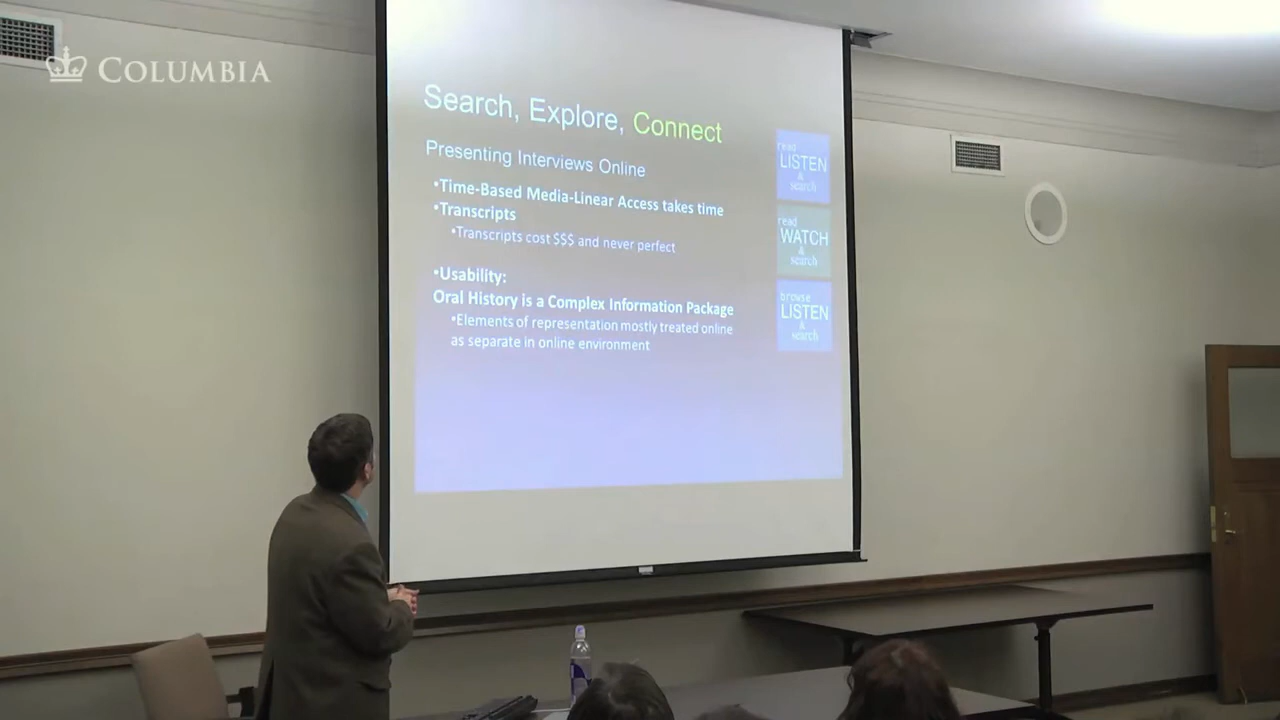 COLUMBIA
Search, Explore, Connect
Presenting Interviews Online
•Time-Based Media-Linear Access takes time
•Transcripts
•Transcripts cost $$$ and never perfect
•Usability:
Oral History is a Complex Information Package
•Elements of representation mostly treated online
as separate in online environment
read
LISTEN
&
search
read
WATCH
&
search
browse
LISTEN
&
search